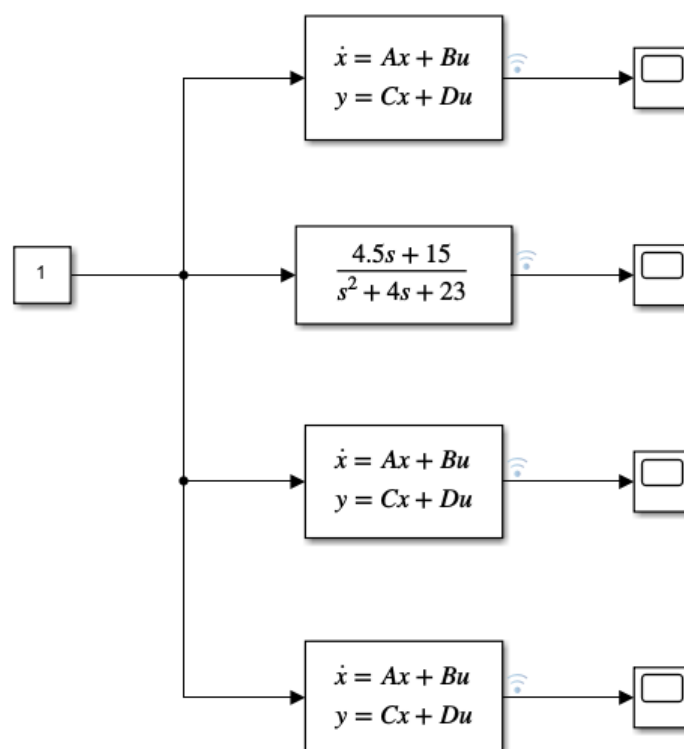 ẋ = Ax + Bu
y = Cx + Du
1
4.5s + 15
s² + 4s + 23
ẋ = Ax + Bu
y = Cx + Du
ẋ = Ax + Bu
y = Cx + Du